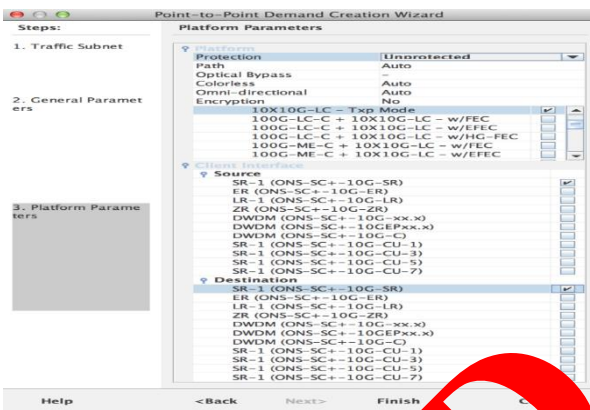 Point-to-Point Demand Creation Wizard
Steps:
Platform Parameters
1. Traffic Subnet
2. General Paramet
ers
3. Platform Parame
ters
Platform
Protection Unprotected
Path Auto
Optical Bypass -
Colorless Auto
Omni-directional Auto
Encryption No
10X10G-LC - Txp Mode
100G-LC-C + 10X10G-LC - w/FEC
100G-LC-C + 10X10G-LC - w/EFEC
100G-LC-C + 10X10G-LC - w/HG-FEC
100G-ME-C + 10X10G-LC - w/FEC
100G-ME-C + 10X10G-LC - w/EFEC
Client Interface
Source
SR-1 (ONS-SC+-10G-SR)
ER (ONS-SC+-10G-ER)
LR-1 (ONS-SC+-10G-LR)
ZR (ONS-SC+-10G-ZR)
DWDM (ONS-SC+-10G-xx.x)
DWDM (ONS-SC+-10GEPxx.x)
DWDM (ONS-SC+-10G-C)
SR-1 (ONS-SC+-10G-CU-1)
SR-1 (ONS-SC+-10G-CU-3)
SR-1 (ONS-SC+-10G-CU-5)
SR-1 (ONS-SC+-10G-CU-7)
Destination
SR-1 (ONS-SC+-10G-SR)
ER (ONS-SC+-10G-ER)
LR-1 (ONS-SC+-10G-LR)
ZR (ONS-SC+-10G-ZR)
DWDM (ONS-SC+-10G-xx.x)
DWDM (ONS-SC+-10GEPxx.x)
DWDM (ONS-SC+-10G-C)
SR-1 (ONS-SC+-10G-CU-1)
SR-1 (ONS-SC+-10G-CU-3)
SR-1 (ONS-SC+-10G-CU-5)
SR-1 (ONS-SC+-10G-CU-7)
Help <Back Next> Finish